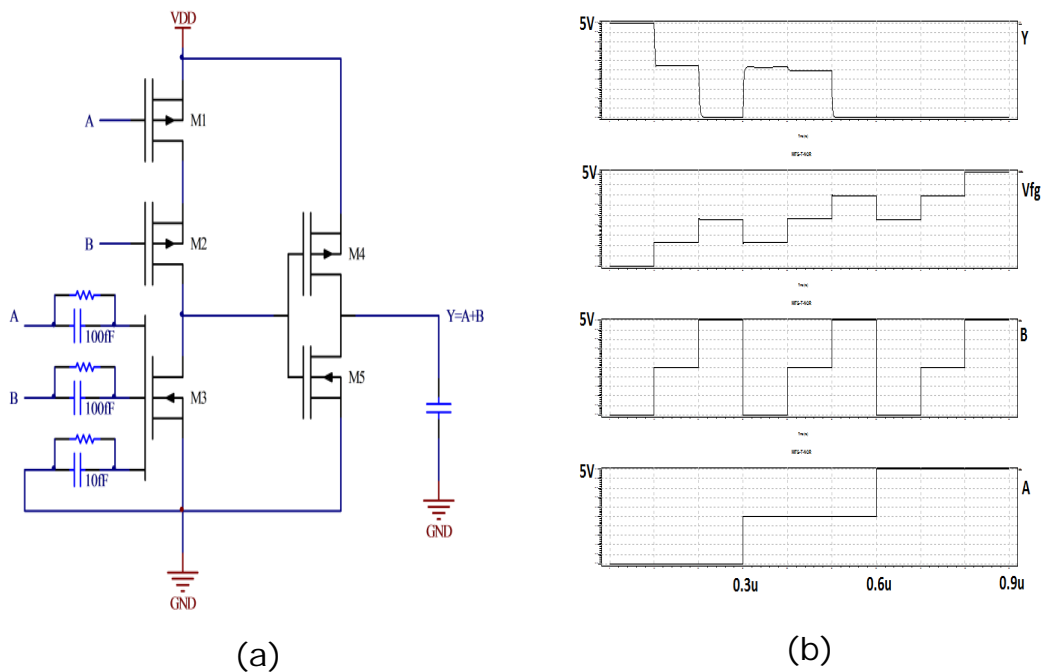 VDD
A
M1
B
M2
M4
A
100fF
Y=A+B
B
M3
M5
100fF
10fF
GND
GND
(a)
5V
Y
5V
Vfg
5V
B
5V
A
0.3u
0.6u
0.9u
(b)